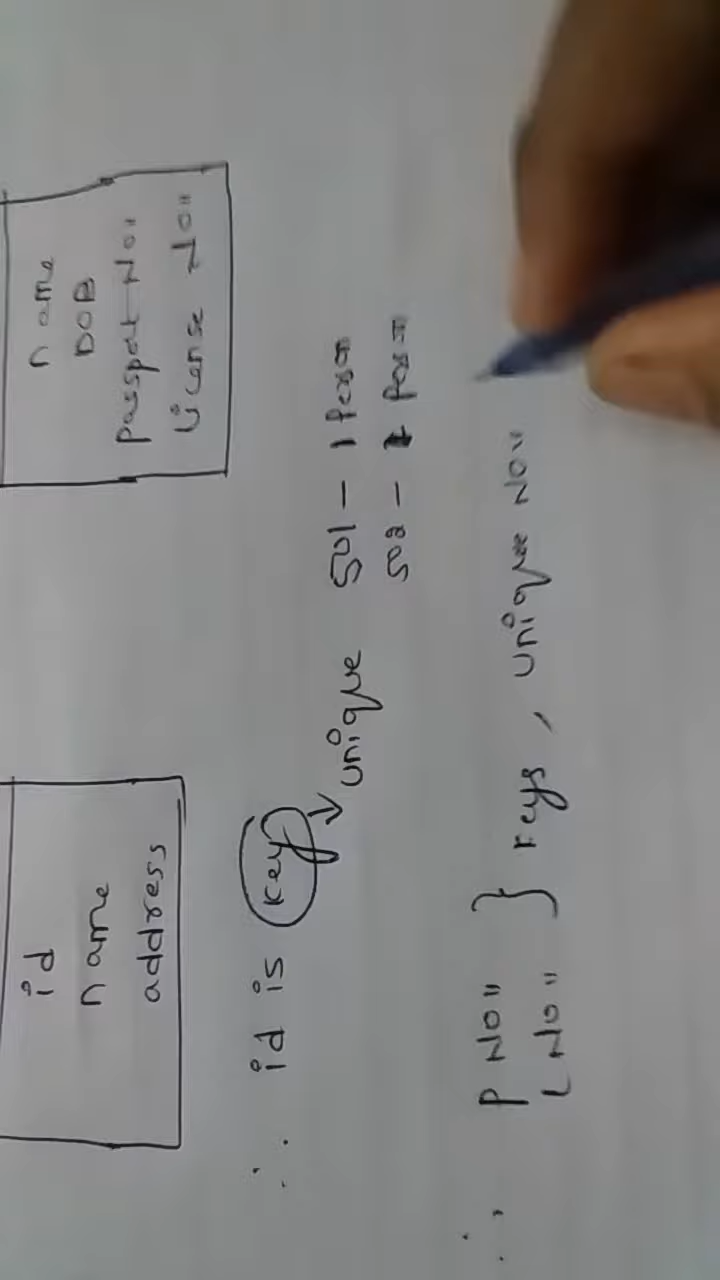 id
name
address
name
DOB
Passport No"
License No"
∴ id is key → unique 501 - 1 Person
502 - 1 Person
∴ P No"
L No" } keys, unique No"